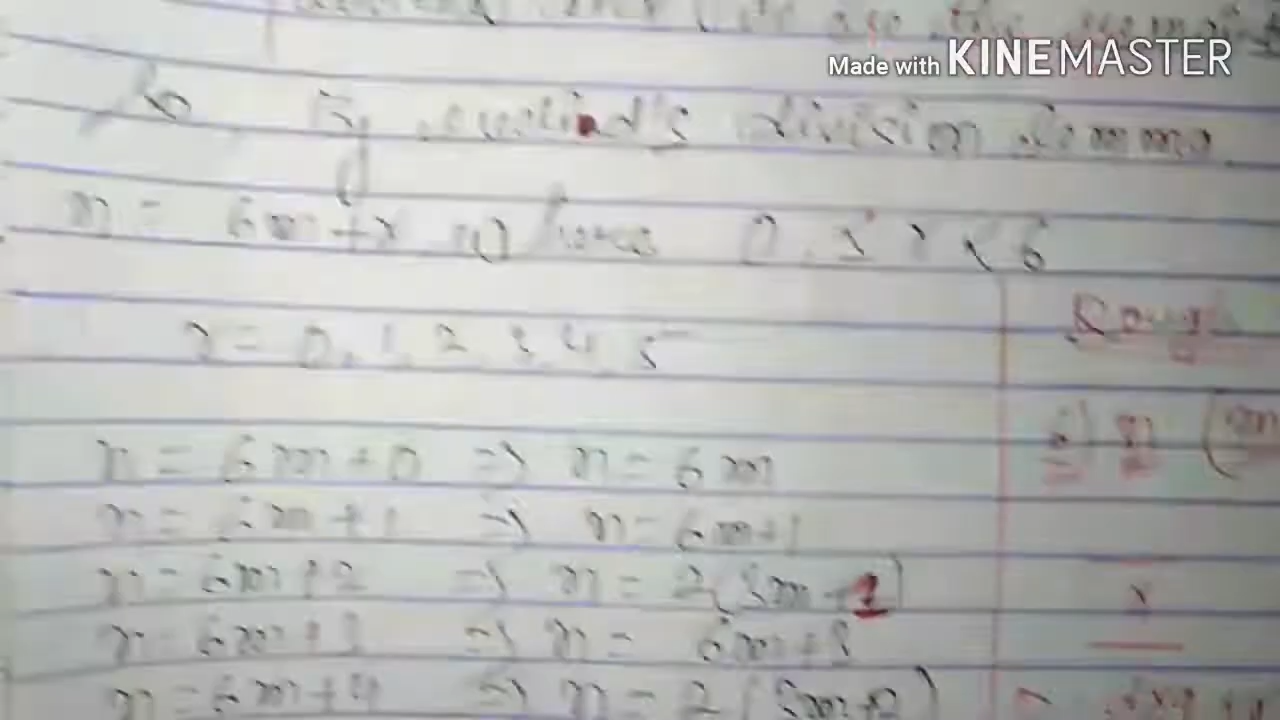 Made with KINEMASTER
So By euclid's division lemma
n = 6m + r where 0 ≤ r < 6
Rough
r = 0, 1, 2, 3, 4, 5
6) n (m
n = 6m + 0 => n = 6m
n = 6m + 1 => n = 6m + 1
n = 6m + 2 => n = 2(3m + 1)
r
n = 6m + 3 => n = 6m + 3
n = 6m + 4 => n = 2(3m + 2)